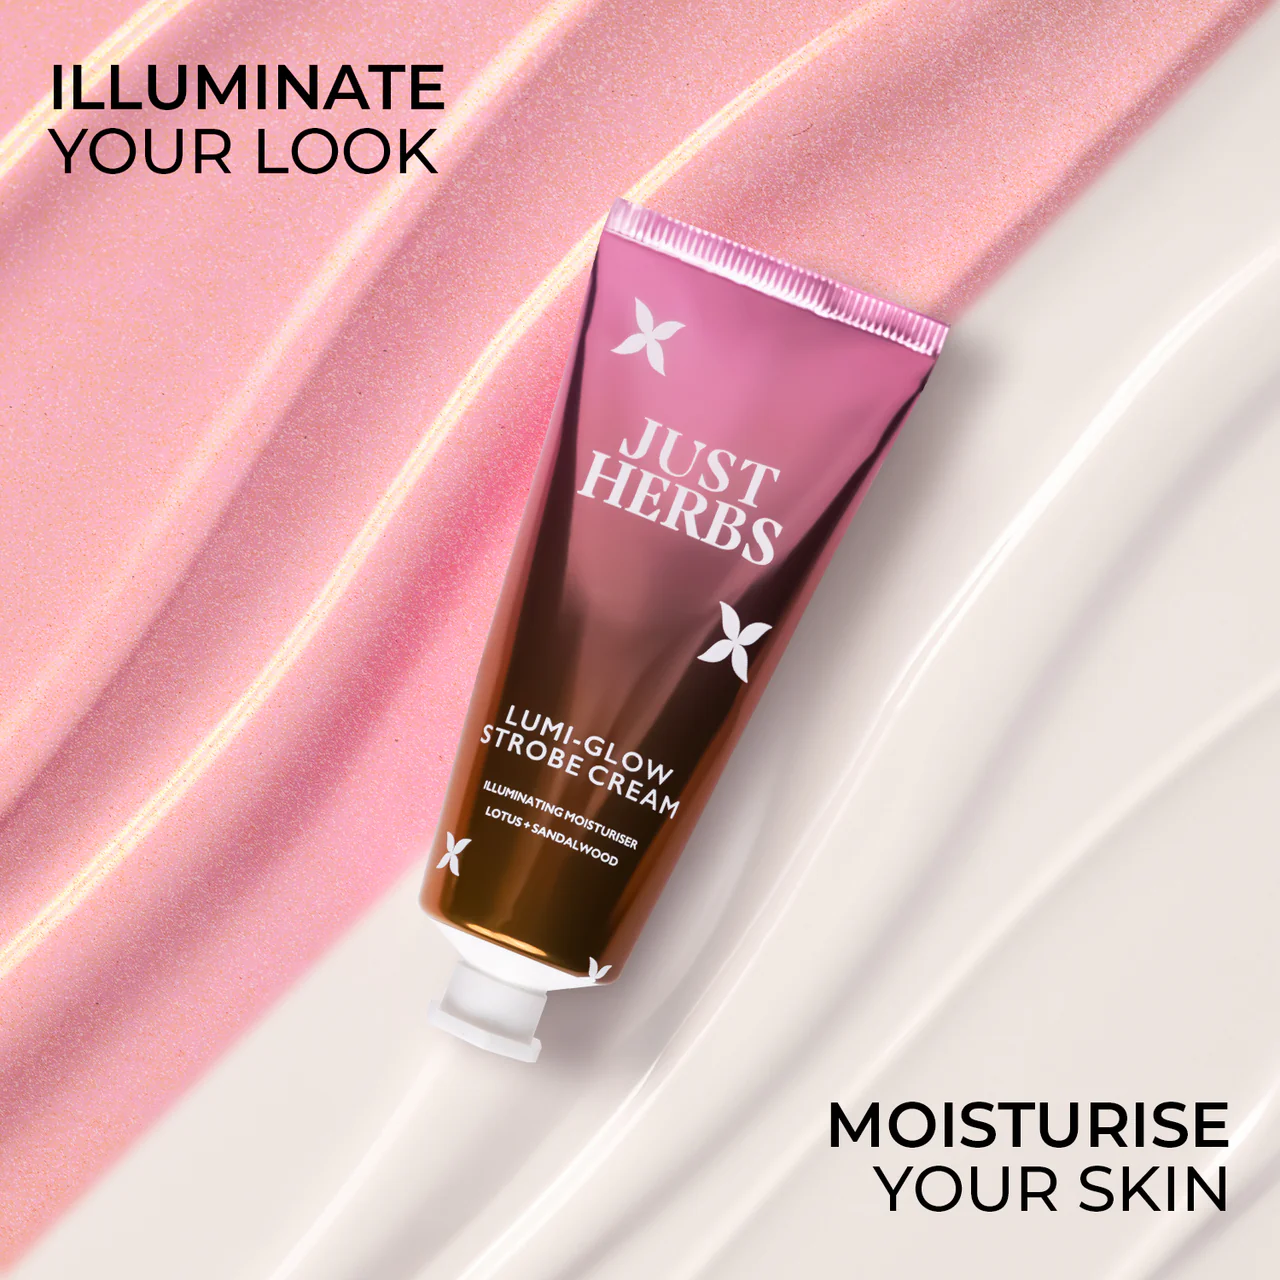 ILLUMINATE
YOUR LOOK
JUST
HERBS
LUMI-GLOW
STROBE CREAM
ILLUMINATING MOISTURISER
LOTUS + SANDALWOOD
MOISTURISE
YOUR SKIN